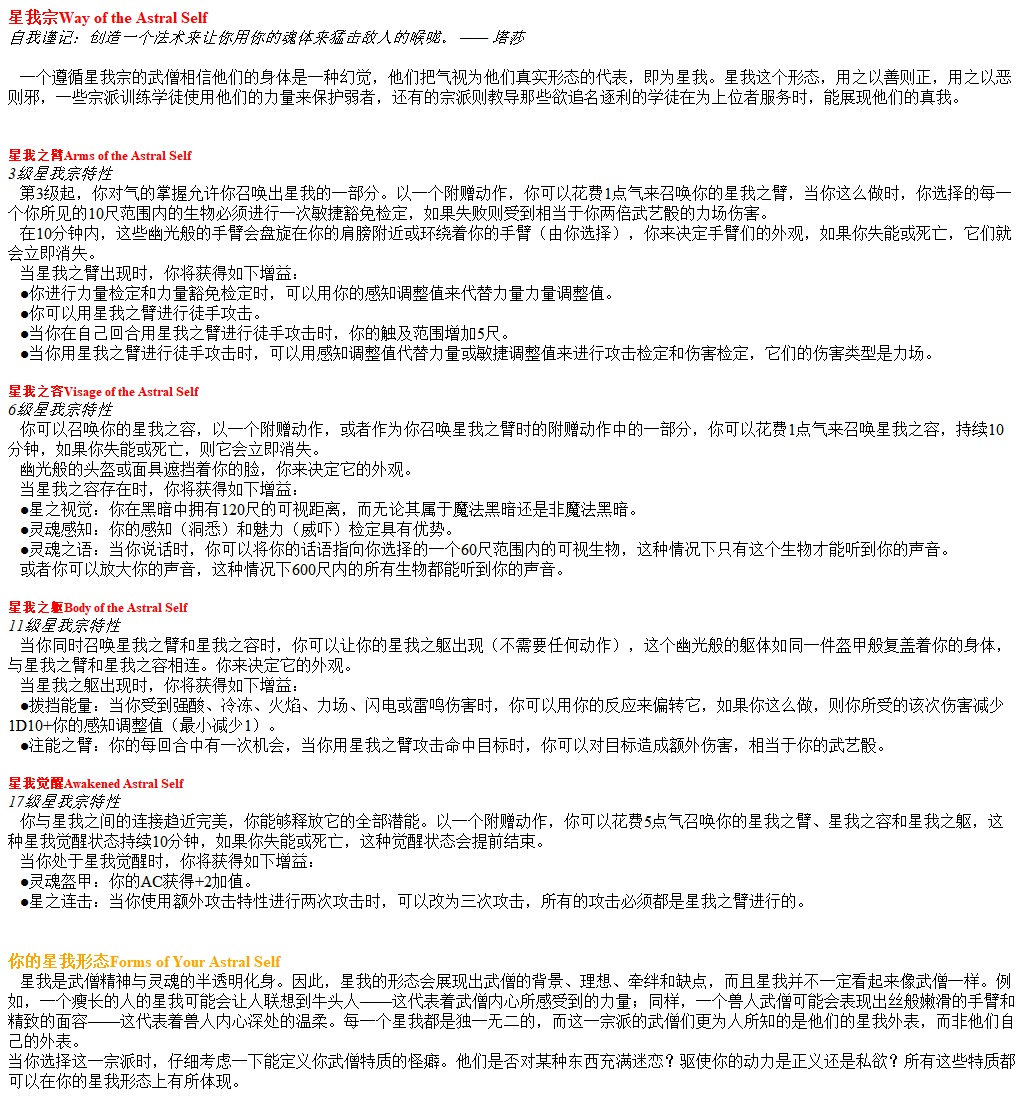 星我宗Way of the Astral Self
自我谨记：创造一个法术来让你用你的魂体来猛击敌人的喉咙。—— 塔莎
一个遵循星我宗的武僧相信他们的身体是一种幻觉，他们把气视为他们真实形态的代表，即为星我。星我这个形态，用之以善则正，用之以恶
则邪，一些宗派训练学徒使用他们的力量来保护弱者，还有的宗派则教导那些欲追名逐利的学徒在为上位者服务时，能展现他们的真我。
星我之臂Arms of the Astral Self
3级星我宗特性
第3级起，你对气的掌握允许你召唤出星我的一部分。以一个附赠动作，你可以花费1点气来召唤你的星我之臂，当你这么做时，你选择的每一
个你所见的10尺范围内的生物必须进行一次敏捷豁免检定，如果失败则受到相当于你两倍武艺骰的力场伤害。
在10分钟内，这些幽光般的手臂会盘旋在你的肩膀附近或环绕着你的手臂（由你选择），你来决定手臂们的外观，如果你失能或死亡，它们就
会立即消失。
当星我之臂出现时，你将获得如下增益：
●你进行力量检定和力量豁免检定时，可以用你的感知调整值来代替力量力量调整值。
●你可以用星我之臂进行徒手攻击。
●当你在自己回合用星我之臂进行徒手攻击时，你的触及范围增加5尺。
●当你用星我之臂进行徒手攻击时，可以用感知调整值代替力量或敏捷调整值来进行攻击检定和伤害检定，它们的伤害类型是力场。
星我之容Visage of the Astral Self
6级星我宗特性
你可以召唤你的星我之容，以一个附赠动作，或者作为你召唤星我之臂时的附赠动作中的一部分，你可以花费1点气来召唤星我之容，持续10
分钟，如果你失能或死亡，则它会立即消失。
幽光般的头盔或面具遮挡着你的脸，你来决定它的外观。
当星我之容存在时，你将获得如下增益：
●星之视觉：你在黑暗中拥有120尺的可视距离，而无论其属于魔法黑暗还是非魔法黑暗。
●灵魂感知：你的感知（洞悉）和魅力（威吓）检定具有优势。
●灵魂之语：当你说话时，你可以将你的话语指向你选择的一个60尺范围内的可视生物，这种情况下只有这个生物才能听到你的声音。
或者你可以放大你的声音，这种情况下600尺内的所有生物都能听到你的声音。
星我之躯Body of the Astral Self
11级星我宗特性
当你同时召唤星我之臂和星我之容时，你可以让你的星我之躯出现（不需要任何动作），这个幽光般的躯体如同一件盔甲般复盖着你的身体，
与星我之臂和星我之容相连。你来决定它的外观。
当星我之躯出现时，你将获得如下增益：
●拨挡能量：当你受到强酸、冷冻、火焰、力场、闪电或雷鸣伤害时，你可以用你的反应来偏转它，如果你这么做，则你所受的该次伤害减少
1D10+你的感知调整值（最小减少1）。
●注能之臂：你的每回合中有一次机会，当你用星我之臂攻击命中目标时，你可以对目标造成额外伤害，相当于你的武艺骰。
星我觉醒Awakened Astral Self
17级星我宗特性
你与星我之间的连接趋近完美，你能够释放它的全部潜能。以一个附赠动作，你可以花费5点气召唤你的星我之臂、星我之容和星我之躯，这
种星我觉醒状态持续10分钟，如果你失能或死亡，这种觉醒状态会提前结束。
当你处于星我觉醒时，你将获得如下增益：
●灵魂盔甲：你的AC获得+2加值。
●星之连击：当你使用额外攻击特性进行两次攻击时，可以改为三次攻击，所有的攻击必须都是星我之臂进行的。
你的星我形态Forms of Your Astral Self
星我是武僧精神与灵魂的半透明化身。因此，星我的形态会展现出武僧的背景、理想、牵绊和缺点，而且星我并不一定看起来像武僧一样。例
如，一个瘦长的人的星我可能会让人联想到牛头人——这代表着武僧内心所感受到的力量；同样，一个兽人武僧可能会表现出丝般嫩滑的手臂和
精致的面容——这代表着兽人内心深处的温柔。每一个星我都是独一无二的，而这一宗派的武僧们更为人所知的是他们的星我外表，而非他们自
己的外表。
当你选择这一宗派时，仔细考虑一下能定义你武僧特质的怪癖。他们是否对某种东西充满迷恋？驱使你的动力是正义还是私欲？所有这些特质都
可以在你的星我形态上有所体现。